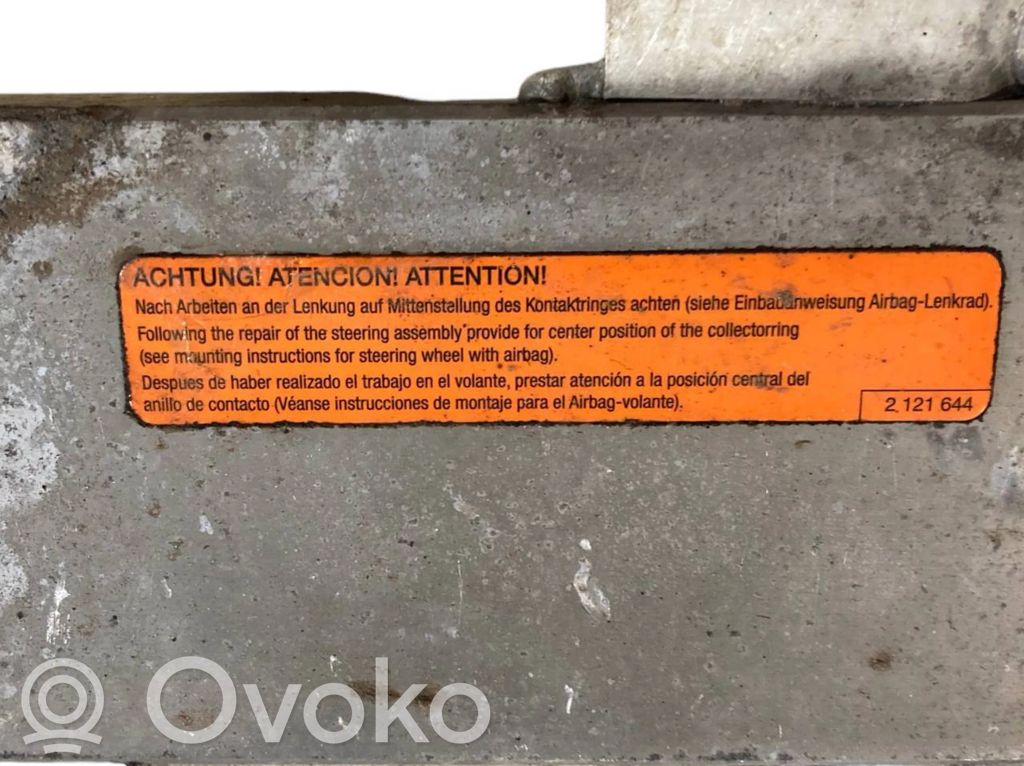 ACHTUNG! ATENCION! ATTENTION!
Nach Arbeiten an der Lenkung auf Mittenstellung des Kontaktringes achten (siehe Einbauanweisung Airbag-Lenkrad).
Following the repair of the steering assembly provide for center position of the collectorring
(see mounting instructions for steering wheel with airbag).
Despues de haber realizado el trabajo en el volante, prestar atención a la posición central del
anillo de contacto (Véanse instrucciones de montaje para el Airbag-volante).
2 121 644
Ovoko